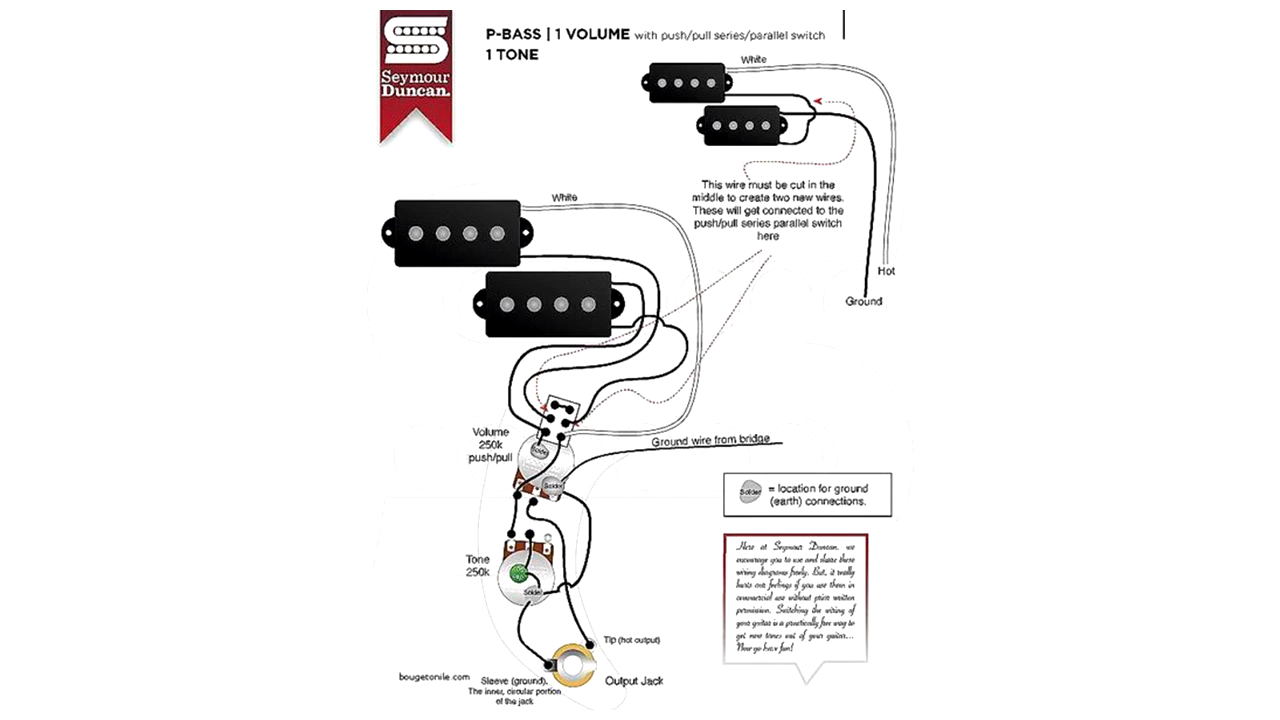 Seymour
Duncan.
P-BASS | 1 VOLUME with push/pull series/parallel switch
1 TONE
White
This wire must be cut in the
middle to create two new wires.
These will get connected to the
push/pull series parallel switch
here
White
Hot
Ground
Volume
250k
push/pull
Solder
Solder
Ground wire from bridge
Solder
= location for ground
(earth) connections.
Tone
250k
Solder
Here at Seymour Duncan, we
encourage you to use and share these
wiring diagrams freely. But, it really
hurts our feelings if you use them in
commercial use without prior written
permission. Switching the wiring of
your guitar is a practically free way to
get new tones out of your guitar...
Now go have fun!
Tip (hot output)
bougetonile.com
Sleeve (ground).
The inner, circular portion
of the jack
Output Jack